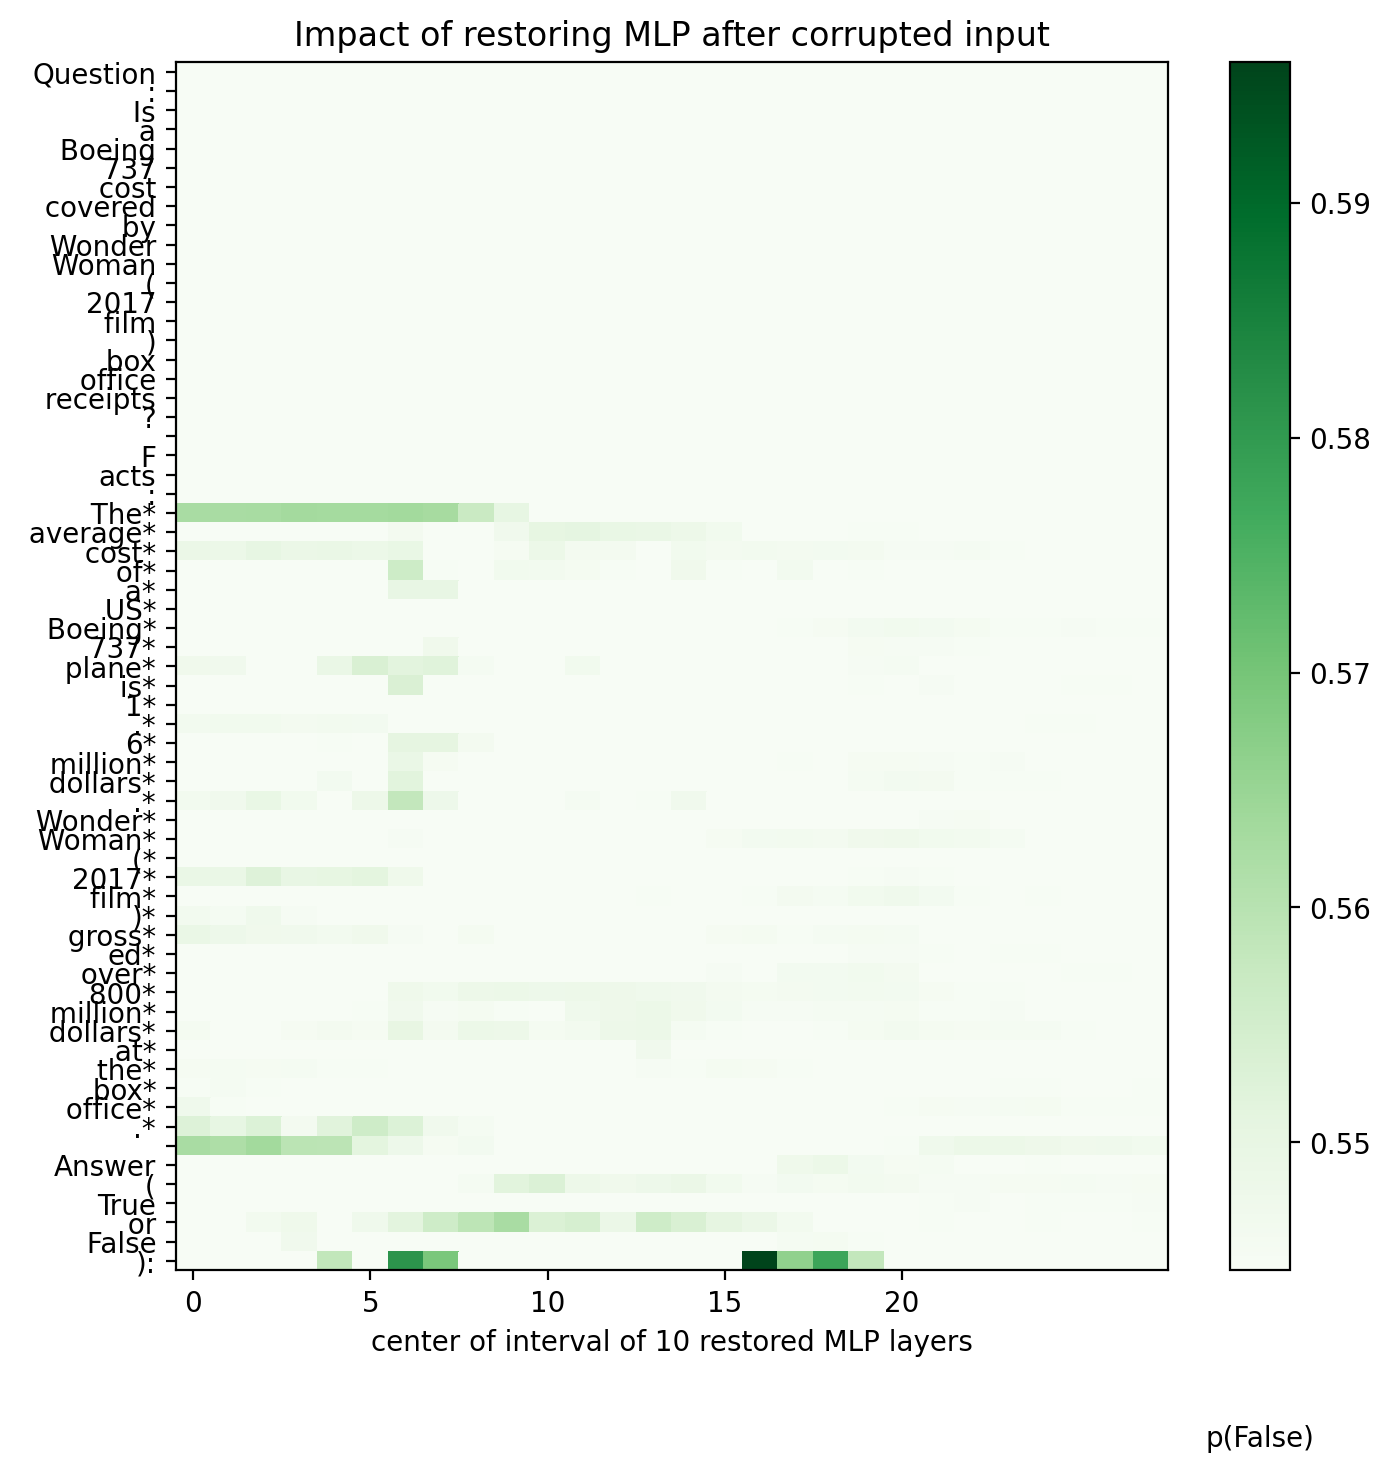 Impact of restoring MLP after corrupted input
Question
:
Is
a
Boeing
737
cost
covered
by
Wonder
Woman
(
2017
film
)
box
office
receipts
?
F
acts
:
The*
average*
cost*
of*
a*
US*
Boeing*
737*
plane*
is*
1*
.*
6*
million*
dollars*
.*
Wonder*
Woman*
(*
2017*
film*
)*
gross*
ed*
over*
800*
million*
dollars*
at*
the*
box*
office*
.*
Answer
(
True
or
False
):
0 5 10 15 20
center of interval of 10 restored MLP layers
0.59
0.58
0.57
0.56
0.55
p(False)